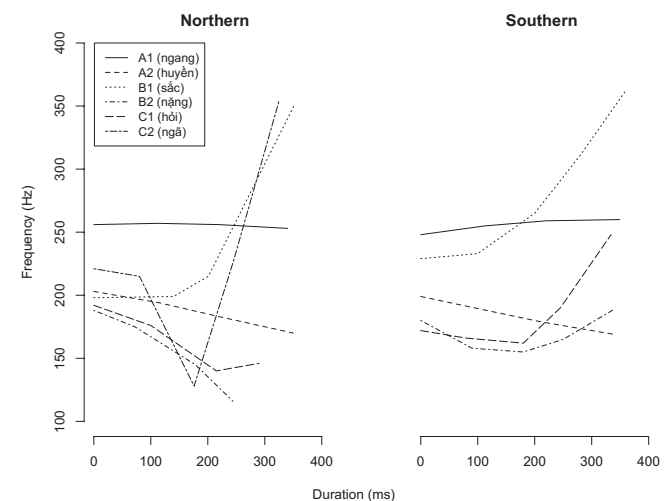 Northern
Southern
A1 (ngang)
A2 (huyền)
B1 (sắc)
B2 (nặng)
C1 (hỏi)
C2 (ngã)
Frequency (Hz)
400
350
300
250
200
150
100
0 100 200 300 400
0 100 200 300 400
Duration (ms)